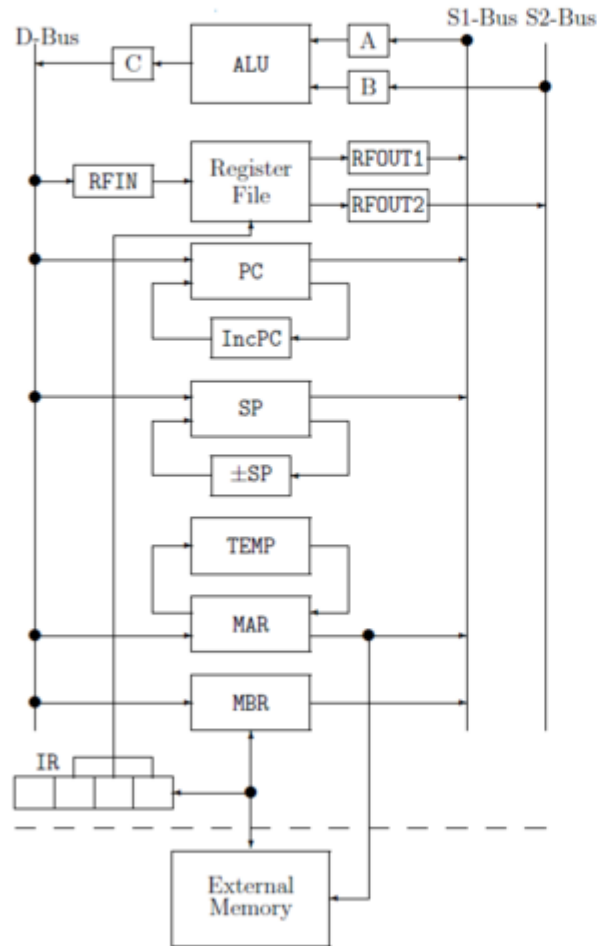 D-Bus
S1-Bus S2-Bus
A
C
ALU
B
RFIN
Register
File
RFOUT1
RFOUT2
PC
IncPC
SP
±SP
TEMP
MAR
MBR
IR
External
Memory